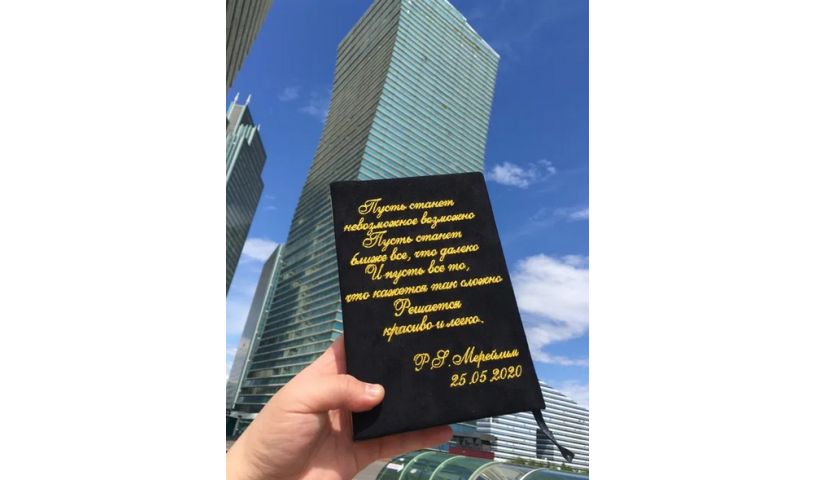 Пусть станет
невозможное возможно
Пусть станет
ближе все, что далеко
И пусть все то,
что кажется так сложно
Решается
красиво и легко.
P.S. Мерейлим
25.05.2020